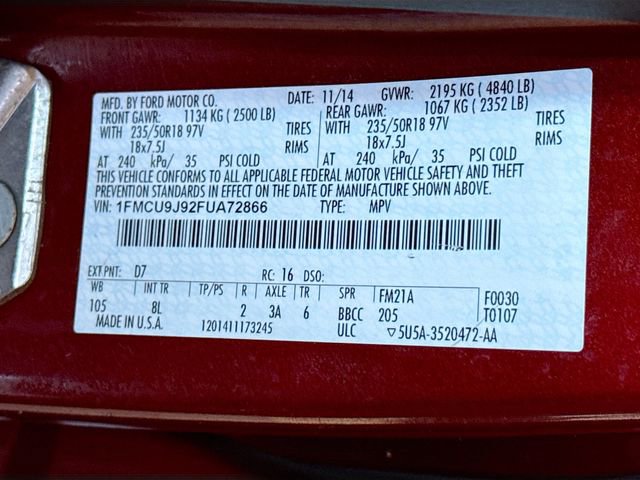 MFD. BY FORD MOTOR CO. DATE: 11/14 GVWR: 2195 KG ( 4840 LB)
FRONT GAWR: 1134 KG ( 2500 LB) REAR GAWR: 1067 KG ( 2352 LB)
WITH 235/50R18 97V TIRES WITH 235/50R18 97V TIRES
18x7.5J RIMS 18x7.5J RIMS
AT 240 kPa/ 35 PSI COLD AT 240 kPa/ 35 PSI COLD
THIS VEHICLE CONFORMS TO ALL APPLICABLE FEDERAL MOTOR VEHICLE SAFETY AND THEFT
PREVENTION STANDARDS IN EFFECT ON THE DATE OF MANUFACTURE SHOWN ABOVE.
VIN: 1FMCU9J92FUA72866 TYPE: MPV
EXT PNT: D7 RC: 16 DSO:
WB INT TR TP/PS R AXLE TR SPR FM21A F0030
105 8L 2 3A 6 BBCC 205 T0107
MADE IN U.S.A. 1201411173245 ULC ▽5U5A-3520472-AA